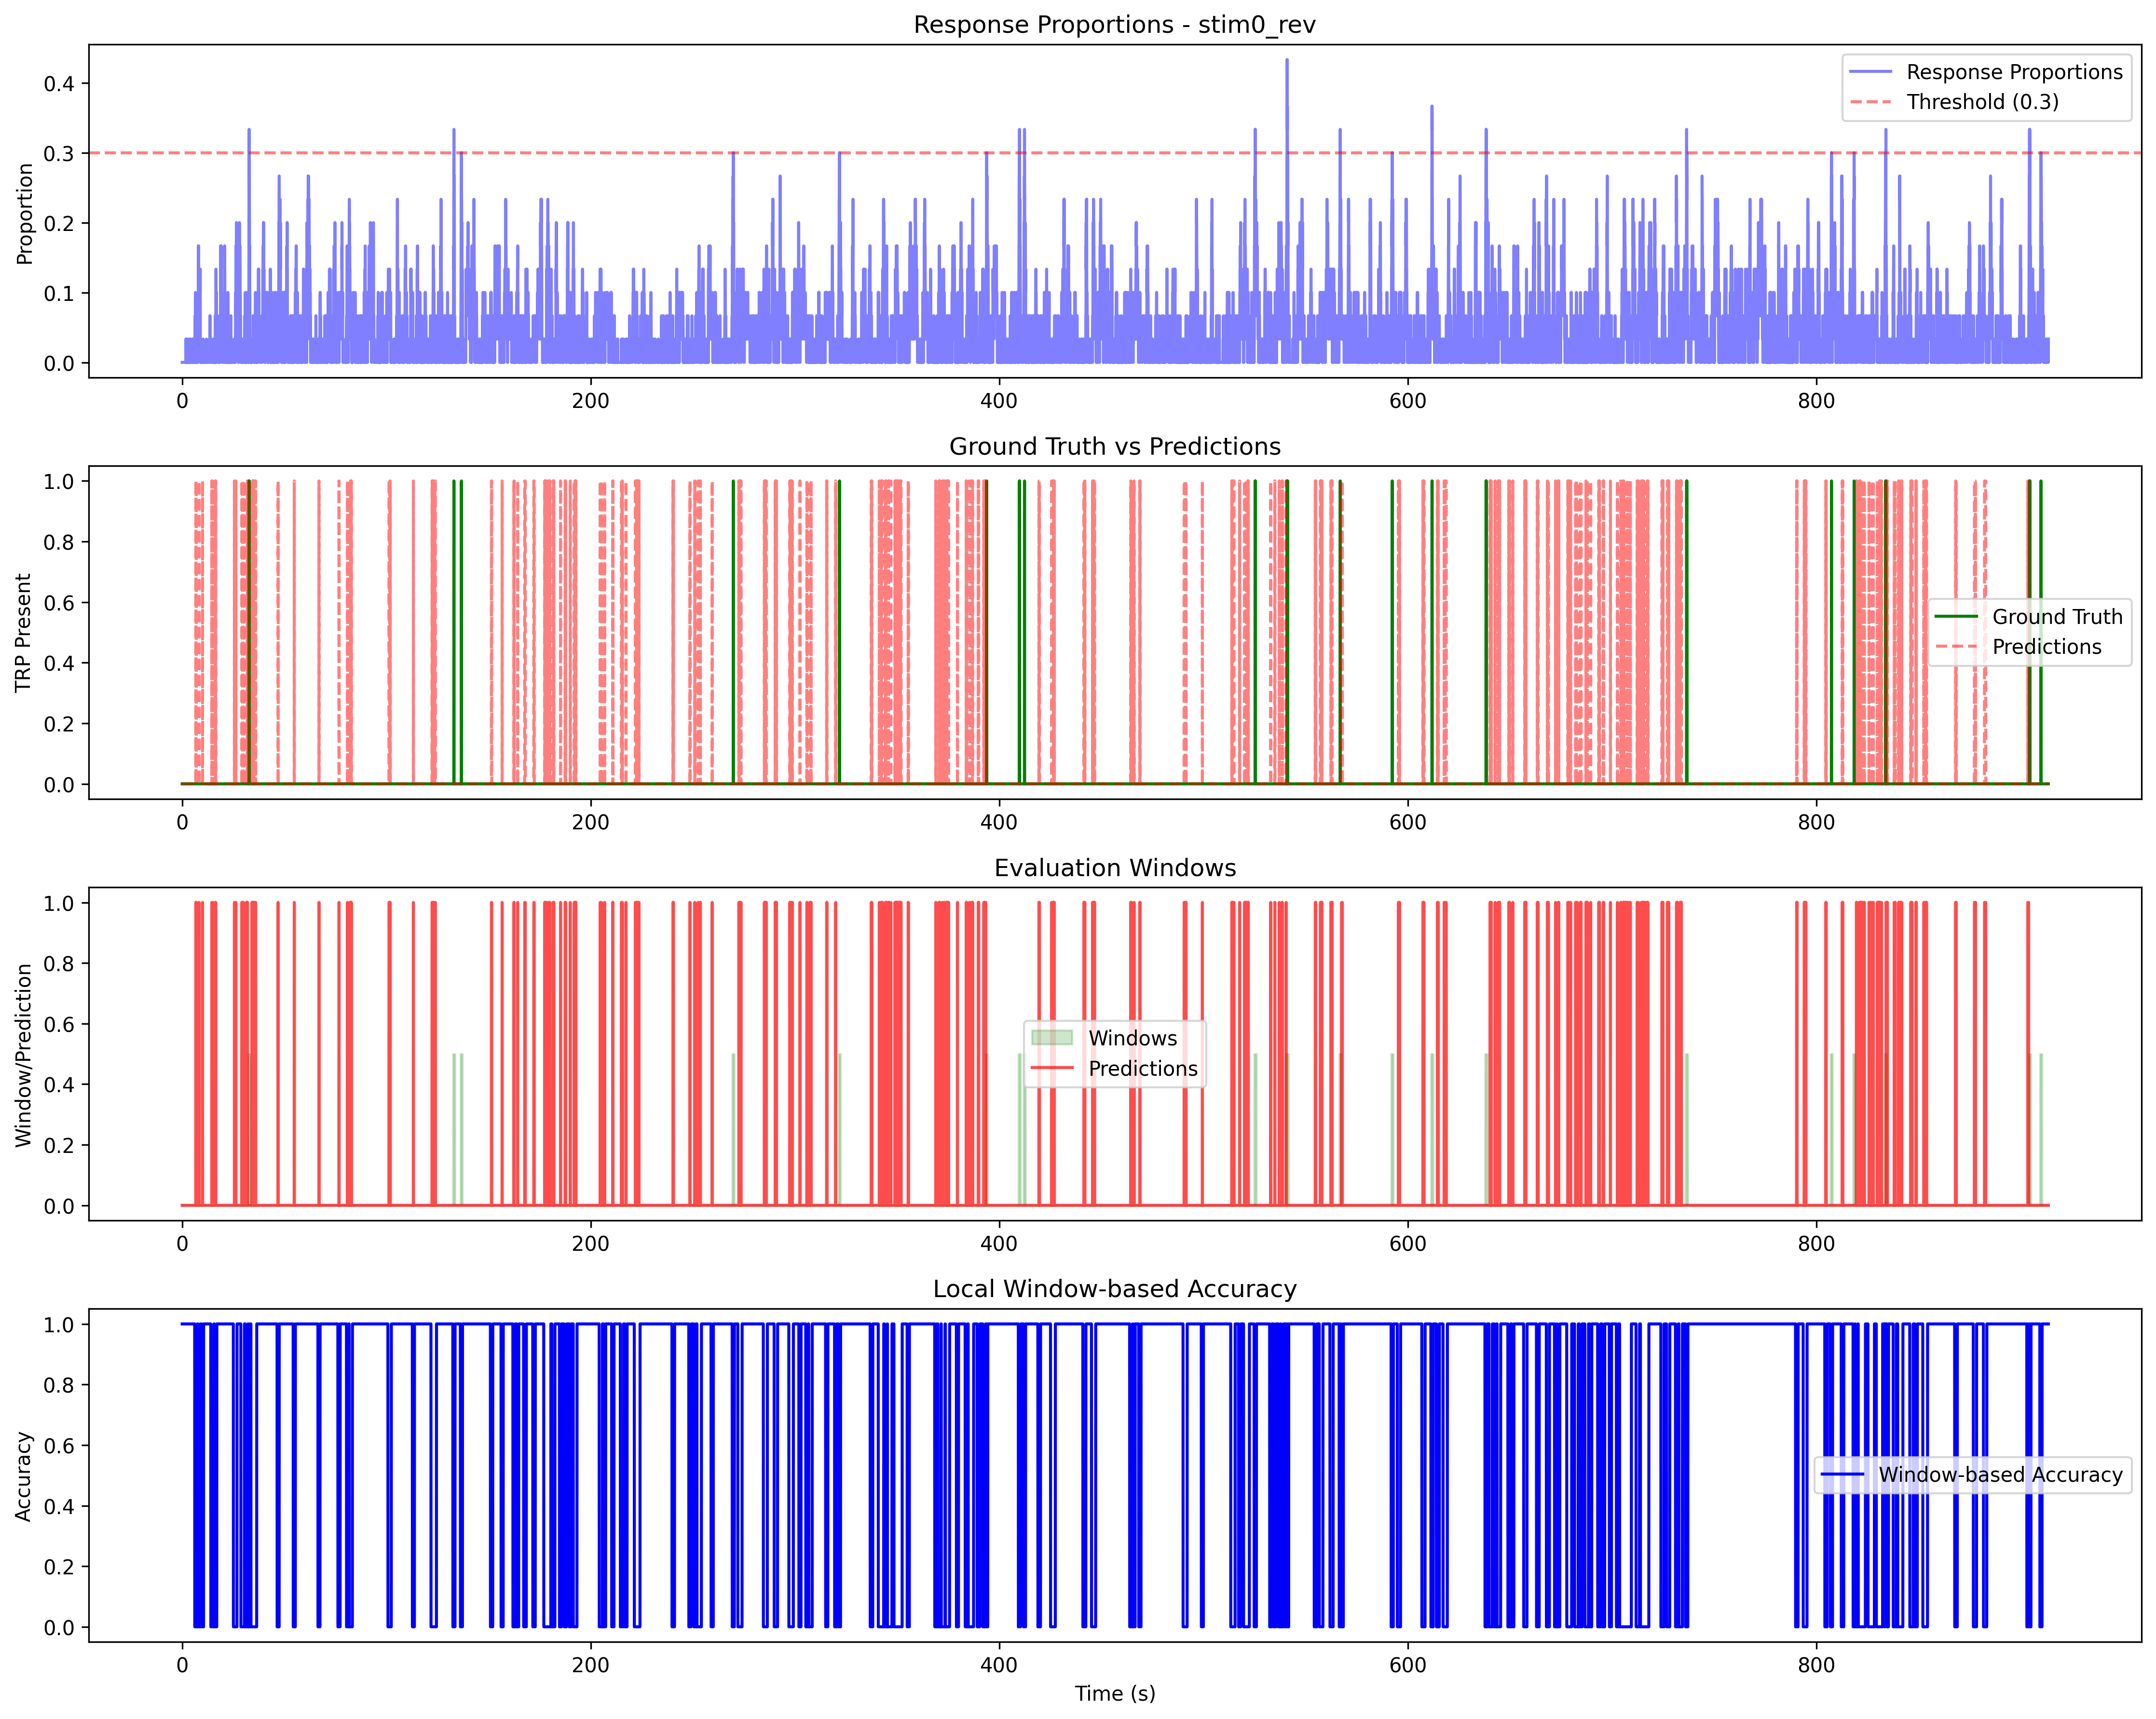 Response Proportions - stim0_rev
Proportion
0.4
0.3
0.2
0.1
0.0
Response Proportions
Threshold (0.3)
0 200 400 600 800
Ground Truth vs Predictions
TRP Present
1.0
0.8
0.6
0.4
0.2
0.0
Ground Truth
Predictions
0 200 400 600 800
Evaluation Windows
Window/Prediction
1.0
0.8
0.6
0.4
0.2
0.0
Windows
Predictions
0 200 400 600 800
Local Window-based Accuracy
Accuracy
1.0
0.8
0.6
0.4
0.2
0.0
Window-based Accuracy
0 200 400 600 800
Time (s)